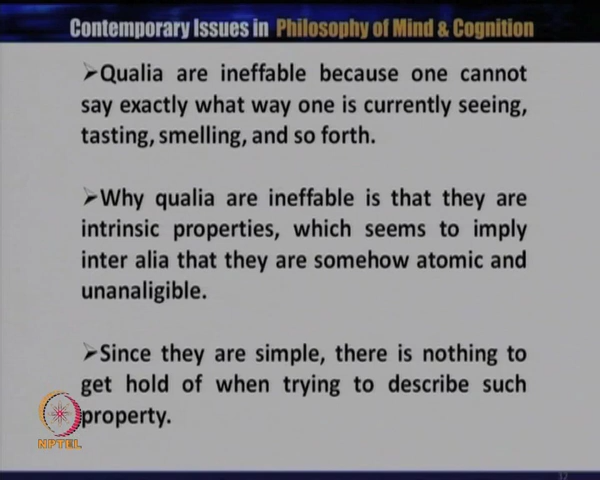 Contemporary Issues in Philosophy of Mind & Cognition
➢Qualia are ineffable because one cannot
say exactly what way one is currently seeing,
tasting, smelling, and so forth.
➢Why qualia are ineffable is that they are
intrinsic properties, which seems to imply
inter alia that they are somehow atomic and
unanaligible.
➢Since they are simple, there is nothing to
get hold of when trying to describe such
property.
NPTEL
37